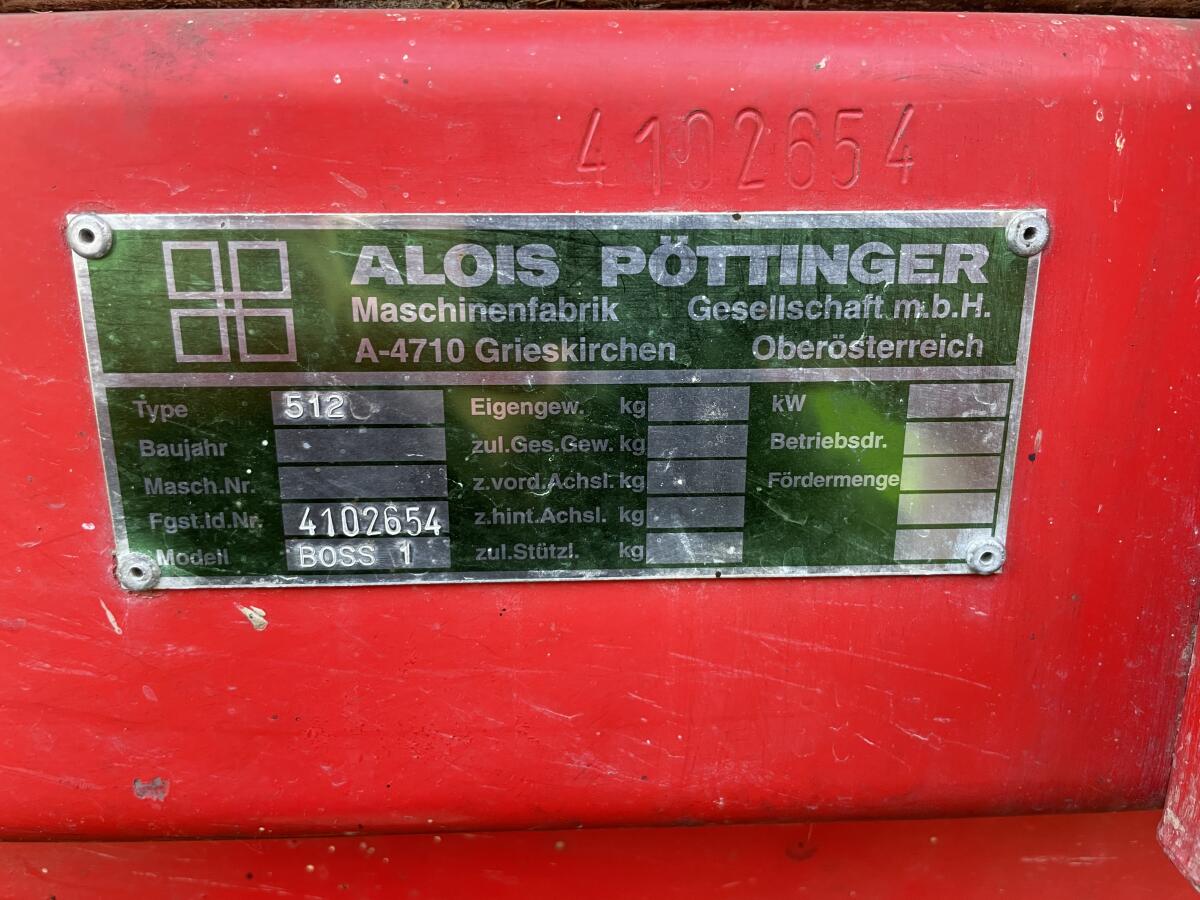 4102654
ALOIS PÖTTINGER
Maschinenfabrik Gesellschaft m.b.H.
A-4710 Grieskirchen Oberösterreich
Type 512 Eigengew. kg kW
Baujahr zul.Ges.Gew. kg Betriebsdr.
Masch.Nr. z.vord.Achsl. kg Fördermenge
Fgst.Id.Nr. 4102654 z.hint.Achsl. kg
Modell BOSS 1 zul.Stützl. kg